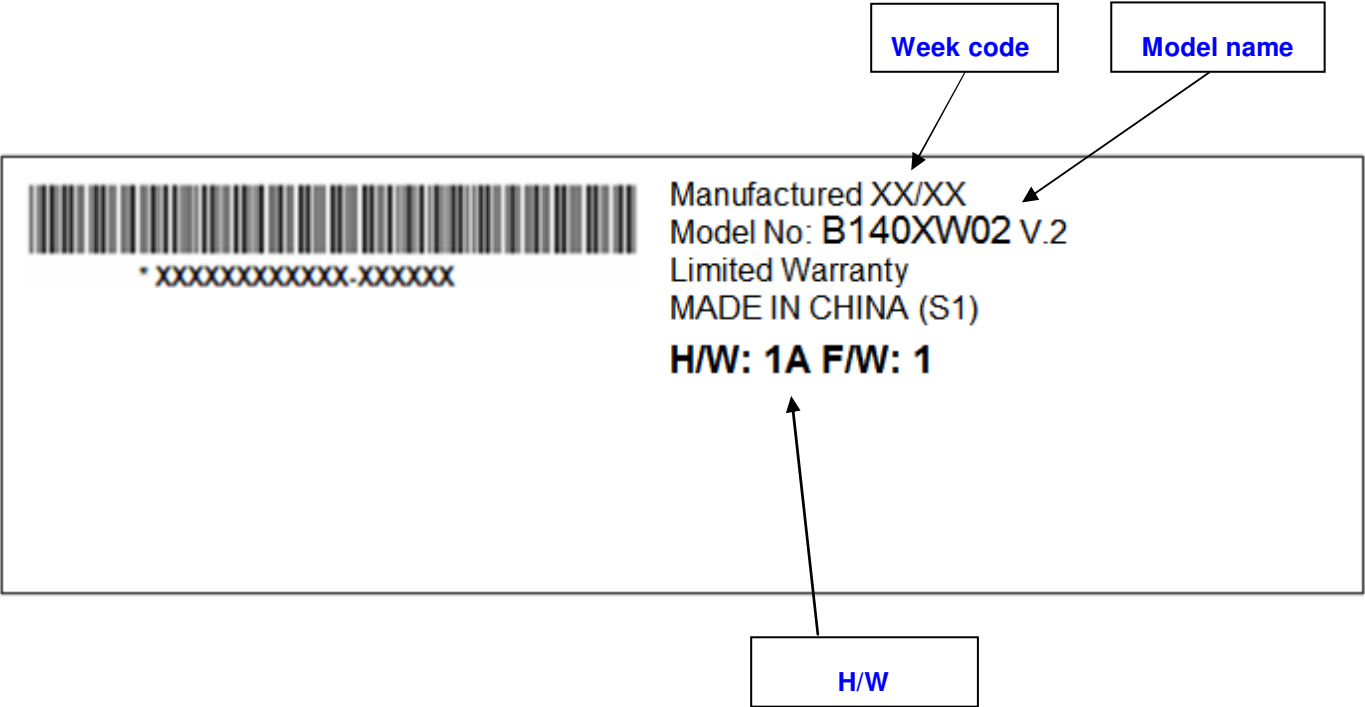 Week code
Model name
Manufactured XX/XX
Model No: B140XW02 V.2
Limited Warranty
MADE IN CHINA (S1)
H/W: 1A F/W: 1
* XXXXXXXXXXXX-XXXXXX
H/W